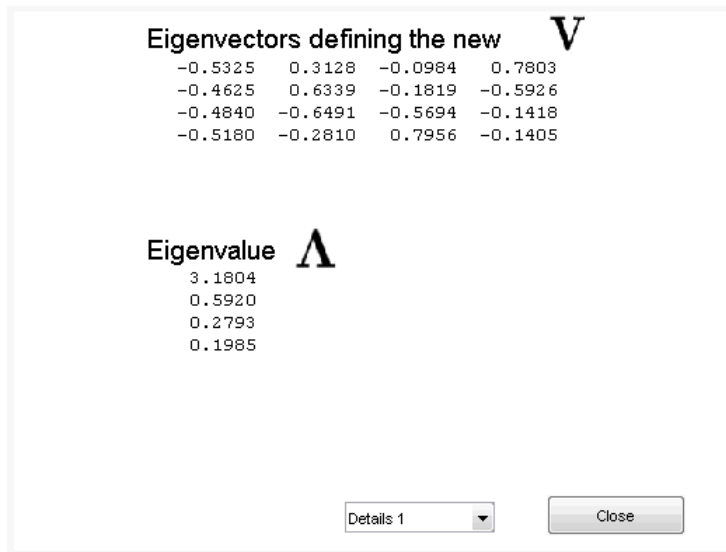 Eigenvectors defining the new V
-0.5325 0.3128 -0.0984 0.7803
-0.4625 0.6339 -0.1819 -0.5926
-0.4840 -0.6491 -0.5694 -0.1418
-0.5180 -0.2810 0.7956 -0.1405
Eigenvalue Λ
3.1804
0.5920
0.2793
0.1985
Details 1
Close